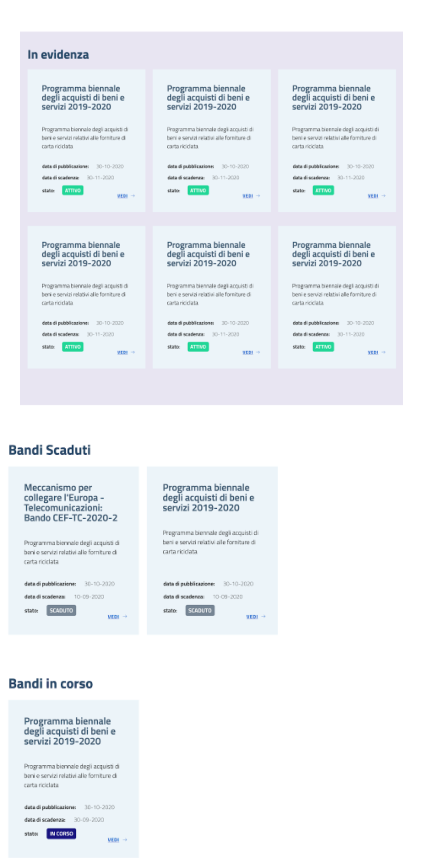 In evidenza
Programma biennale
degli acquisti di beni e
servizi 2019-2020
Programma biennale degli acquisti di
beni e servizi relativi alle forniture di
carta riciclata
data di pubblicazione: 30-10-2020
data di scadenza: 30-11-2020
stato: ATTIVO
VEDI →
Programma biennale
degli acquisti di beni e
servizi 2019-2020
Programma biennale degli acquisti di
beni e servizi relativi alle forniture di
carta riciclata
data di pubblicazione: 30-10-2020
data di scadenza: 30-11-2020
stato: ATTIVO
VEDI →
Programma biennale
degli acquisti di beni e
servizi 2019-2020
Programma biennale degli acquisti di
beni e servizi relativi alle forniture di
carta riciclata
data di pubblicazione: 30-10-2020
data di scadenza: 30-11-2020
stato: ATTIVO
VEDI →
Programma biennale
degli acquisti di beni e
servizi 2019-2020
Programma biennale degli acquisti di
beni e servizi relativi alle forniture di
carta riciclata
data di pubblicazione: 30-10-2020
data di scadenza: 30-11-2020
stato: ATTIVO
VEDI →
Programma biennale
degli acquisti di beni e
servizi 2019-2020
Programma biennale degli acquisti di
beni e servizi relativi alle forniture di
carta riciclata
data di pubblicazione: 30-10-2020
data di scadenza: 30-11-2020
stato: ATTIVO
VEDI →
Programma biennale
degli acquisti di beni e
servizi 2019-2020
Programma biennale degli acquisti di
beni e servizi relativi alle forniture di
carta riciclata
data di pubblicazione: 30-10-2020
data di scadenza: 30-11-2020
stato: ATTIVO
VEDI →
Bandi Scaduti
Meccanismo per
collegare l'Europa -
Telecomunicazioni:
Bando CEF-TC-2020-2
Programma biennale degli acquisti di
beni e servizi relativi alle forniture di
carta riciclata
data di pubblicazione: 30-10-2020
data di scadenza: 10-09-2020
stato: SCADUTO
VEDI →
Programma biennale
degli acquisti di beni e
servizi 2019-2020
Programma biennale degli acquisti di
beni e servizi relativi alle forniture di
carta riciclata
data di pubblicazione: 30-10-2020
data di scadenza: 10-09-2020
stato: SCADUTO
VEDI →
Bandi in corso
Programma biennale
degli acquisti di beni e
servizi 2019-2020
Programma biennale degli acquisti di
beni e servizi relativi alle forniture di
carta riciclata
data di pubblicazione: 30-10-2020
data di scadenza: 30-09-2020
stato: IN CORSO
VEDI →